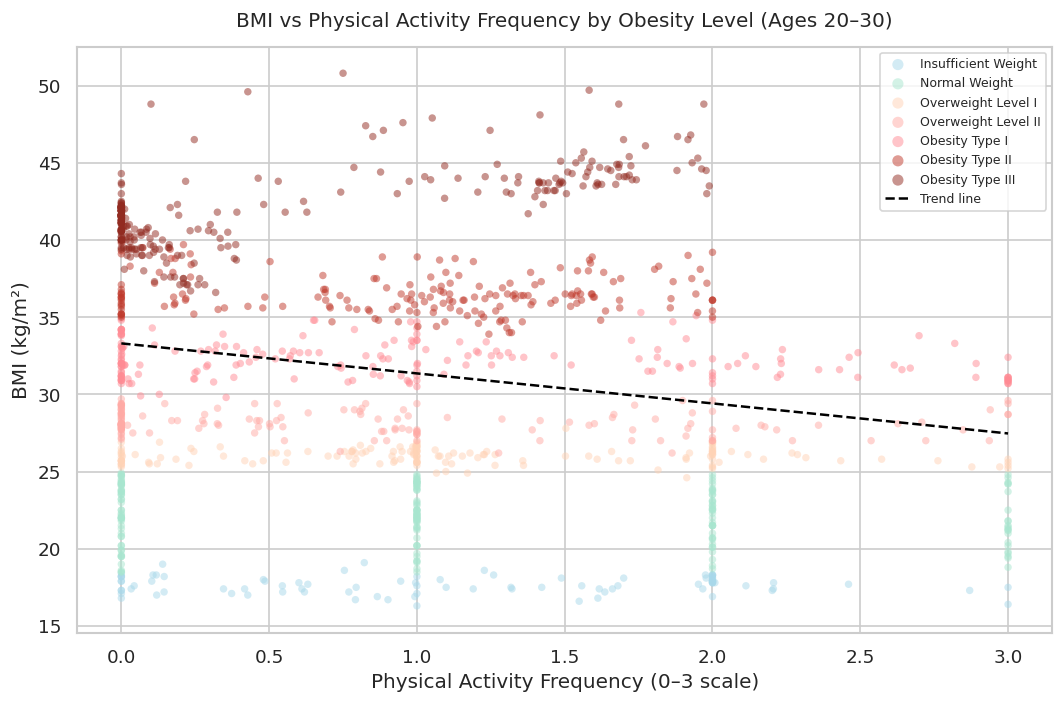 BMI vs Physical Activity Frequency by Obesity Level (Ages 20–30)
Insufficient Weight
Normal Weight
Overweight Level I
Overweight Level II
Obesity Type I
Obesity Type II
Obesity Type III
Trend line
BMI (kg/m²)
50
45
40
35
30
25
20
15
0.0 0.5 1.0 1.5 2.0 2.5 3.0
Physical Activity Frequency (0–3 scale)